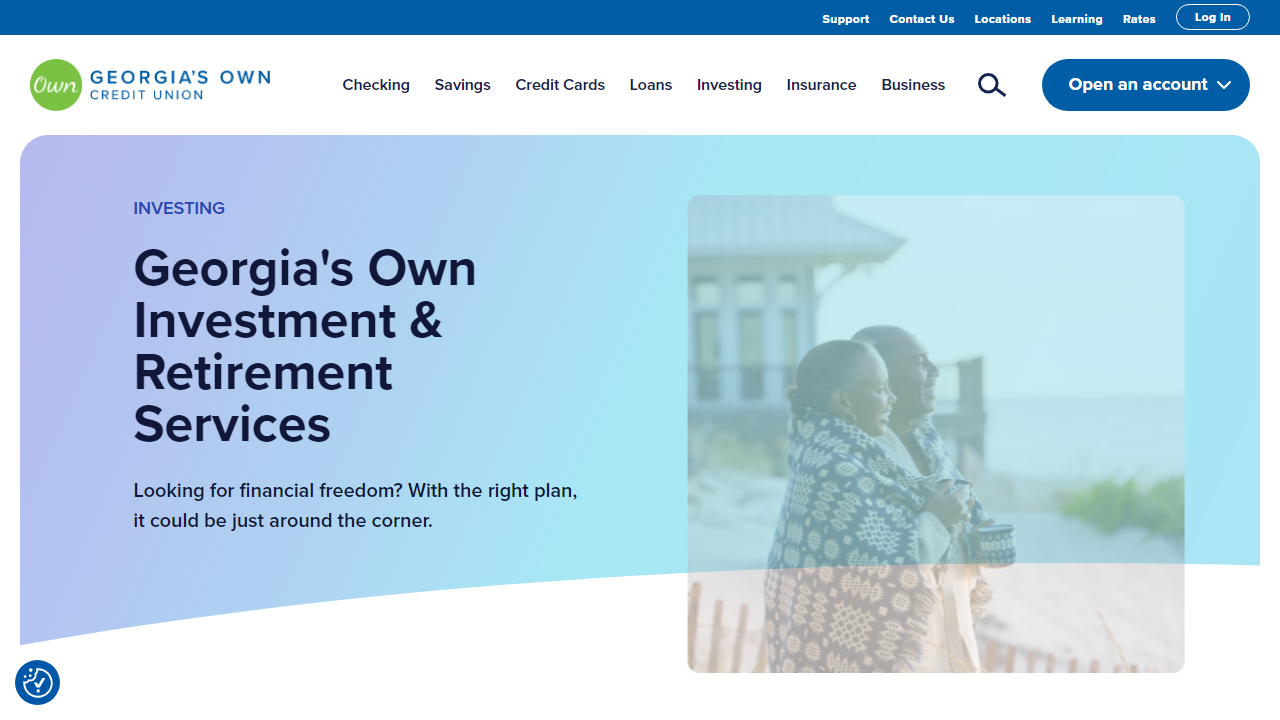 Support Contact Us Locations Learning Rates Log In
Own GEORGIA'S OWN
CREDIT UNION
Checking Savings Credit Cards Loans Investing Insurance Business Open an account
INVESTING
Georgia's Own
Investment &
Retirement
Services
Looking for financial freedom? With the right plan,
it could be just around the corner.